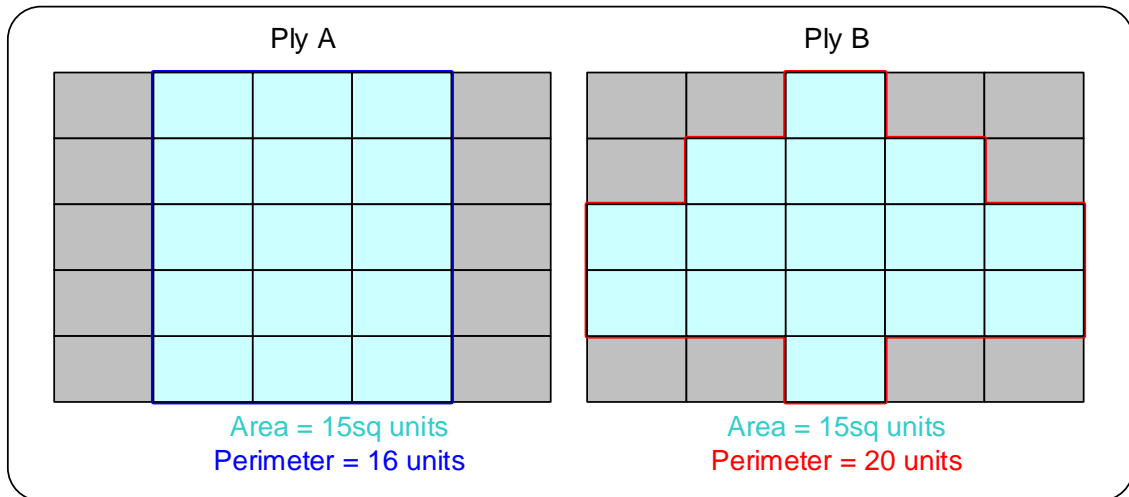 Ply A
Ply B
Area = 15sq units
Perimeter = 16 units
Area = 15sq units
Perimeter = 20 units